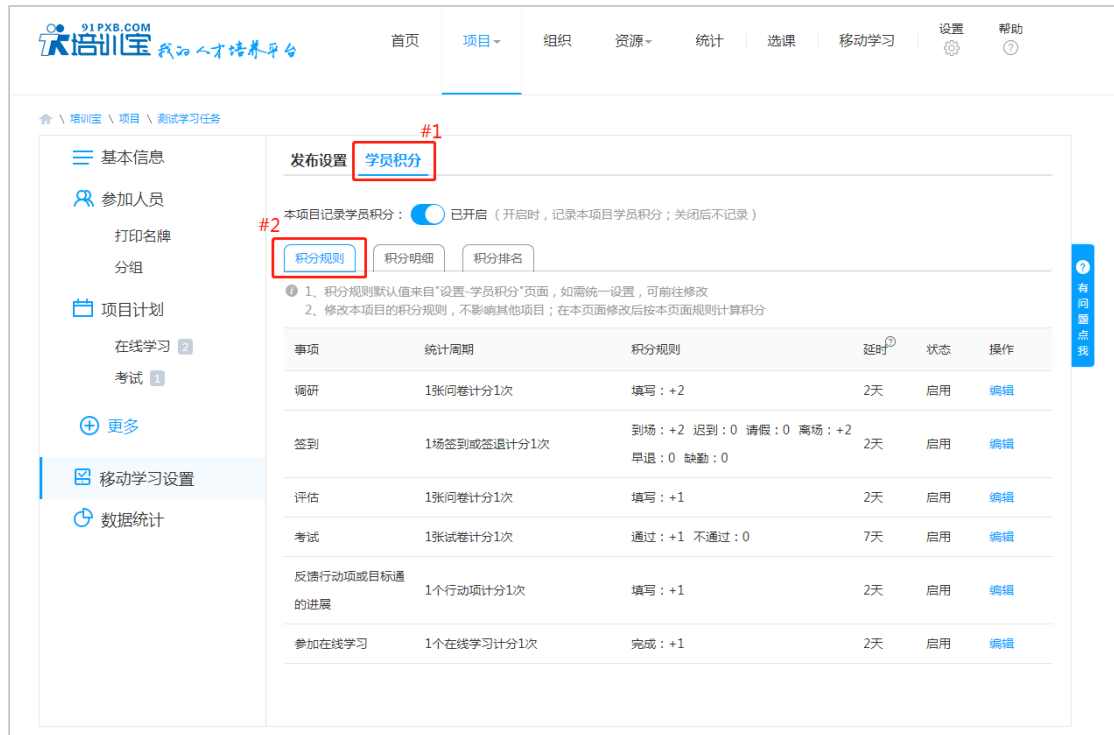 91PXB.COM
培训宝 我的人才培养平台
首页 项目 组织 资源 统计 选课 移动学习 设置 帮助
\ 培训宝 \ 项目 \ 测试学习任务
#1
基本信息
参加人员
打印名牌
分组
项目计划
在线学习 2
考试 1
更多
移动学习设置
数据统计
发布设置 学员积分
本项目记录学员积分： 已开启 （ 开启时，记录本项目学员积分；关闭后不记录 ）
#2
积分规则 积分明细 积分排名
1、积分规则默认值来自"设置-学员积分"页面，如需统一设置，可前往修改
2、修改本项目的积分规则，不影响其他项目；在本页面修改后按本页面规则计算积分
事项 统计周期 积分规则 延时 状态 操作
调研 1张问卷计分1次 填写：+2 2天 启用 编辑
签到 1场签到或签退计分1次 到场：+2 迟到：0 请假：0 离场：+2
早退：0 缺勤：0 2天 启用 编辑
评估 1张问卷计分1次 填写：+1 2天 启用 编辑
考试 1张试卷计分1次 通过：+1 不通过：0 7天 启用 编辑
反馈行动项或目标通
的进展 1个行动项计分1次 填写：+1 2天 启用 编辑
参加在线学习 1个在线学习计分1次 完成：+1 2天 启用 编辑
?
有问题点我